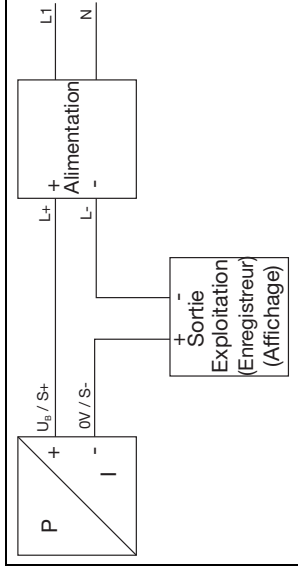 P
I
+
-
U_B / S+
0V / S-
L+
L-
+
-
Alimentation
L1
N
+
-
Sortie
Exploitation
(Enregistreur)
(Affichage)